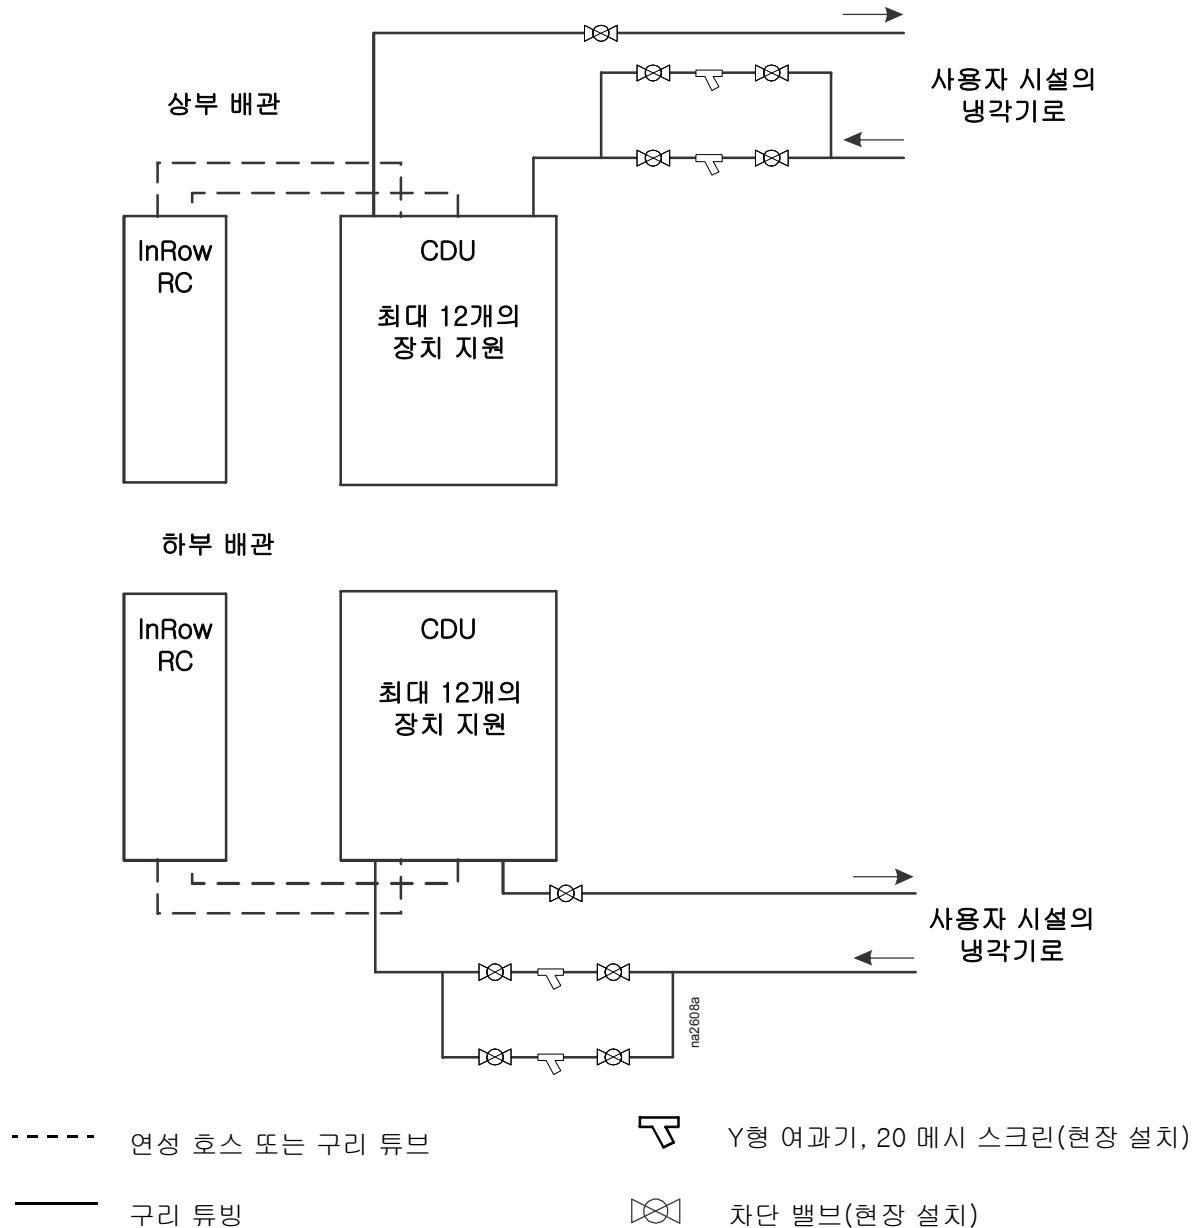 상부 배관
사용자 시설의
냉각기로
InRow
RC
CDU
최대 12개의
장치 지원
하부 배관
InRow
RC
CDU
최대 12개의
장치 지원
사용자 시설의
냉각기로
na2608a
연성 호스 또는 구리 튜브
Y형 여과기, 20 메시 스크린(현장 설치)
구리 튜빙
차단 밸브(현장 설치)